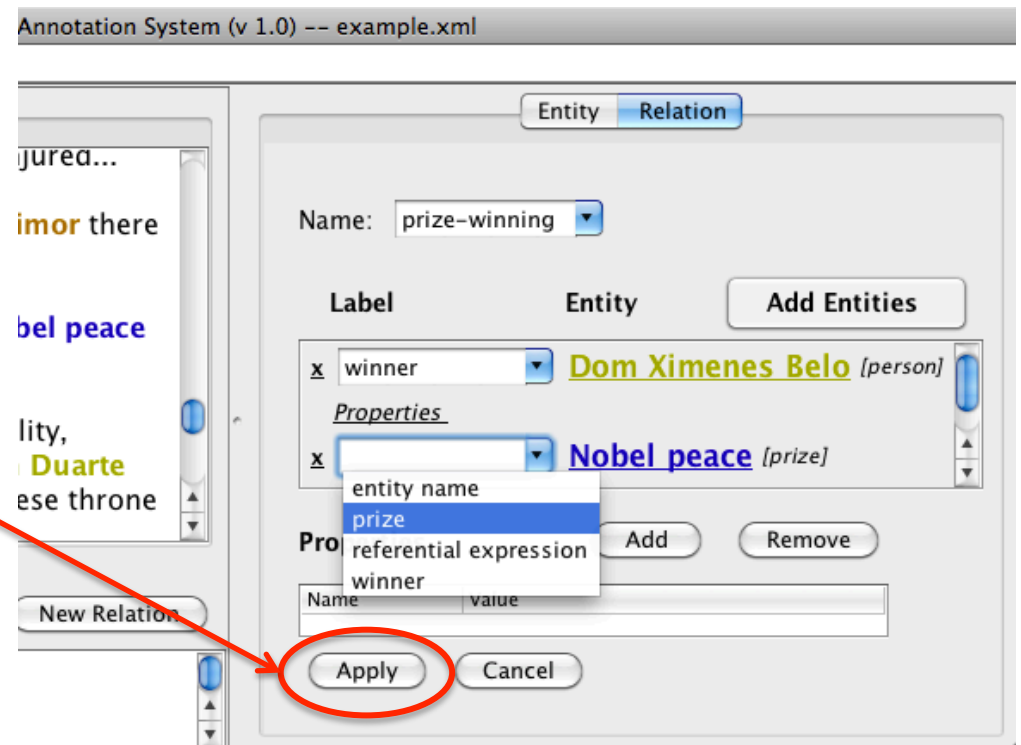 Annotation System (v 1.0) -- example.xml
Entity Relation
jured...
imor there
bel peace
lity,
Duarte
ese throne
New Relation
Name: prize-winning
Label Entity Add Entities
x winner Dom Ximenes Belo [person]
Properties
x Nobel peace [prize]
entity name
prize
referential expression
winner
Pro Add Remove
Name Value
Apply Cancel